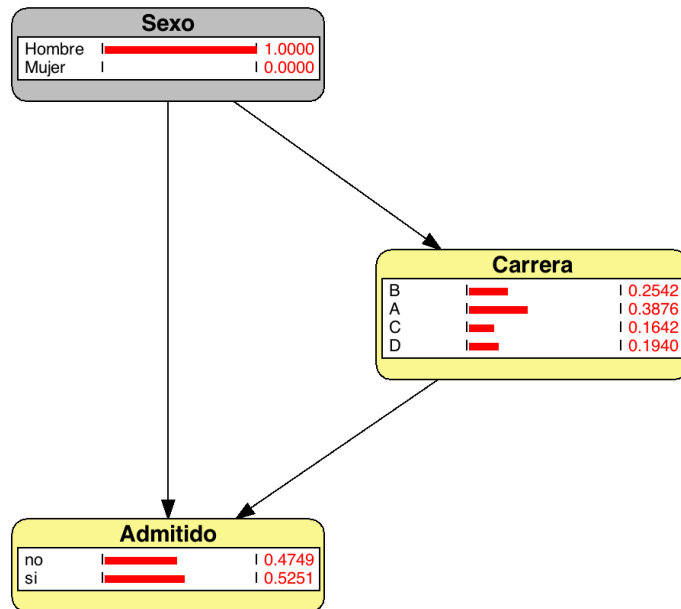 Sexo
Hombre 1.0000
Mujer 0.0000
Carrera
B 0.2542
A 0.3876
C 0.1642
D 0.1940
Admitido
no 0.4749
si 0.5251